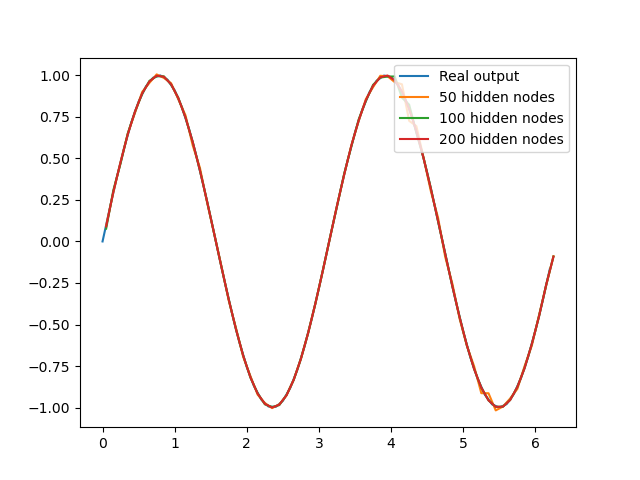 1.00
0.75
0.50
0.25
0.00
−0.25
−0.50
−0.75
−1.00
0 1 2 3 4 5 6
Real output
50 hidden nodes
100 hidden nodes
200 hidden nodes